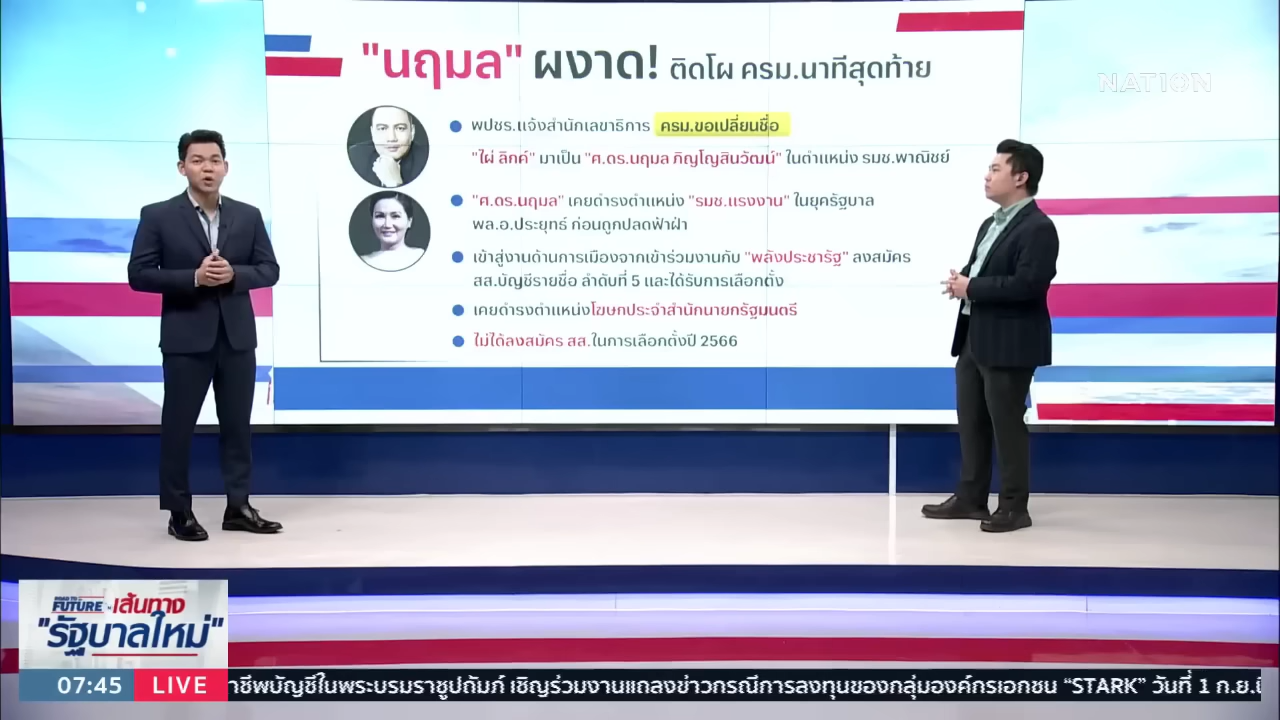 "นฤมล" ผงาด! ติดโผ ครม.นาทีสุดท้าย
NATION
พปชร.แจ้งสำนักเลขาธิการ ครม.ขอเปลี่ยนชื่อ
"ไผ่ ลิกค์" มาเป็น "ศ.ดร.นฤมล ภิญโญสินวัฒน์" ในตำแหน่ง รมช.พาณิชย์
"ศ.ดร.นฤมล" เคยดำรงตำแหน่ง "รมช.แรงงาน" ในยุครัฐบาล
พล.อ.ประยุทธ์ ก่อนถูกปลดฟ้าฝ่า
เข้าสู่งานด้านการเมืองจากเข้าร่วมงานกับ "พลังประชารัฐ" ลงสมัคร
สส.บัญชีรายชื่อ ลำดับที่ 5 และได้รับการเลือกตั้ง
เคยดำรงตำแหน่งโฆษกประจำสำนักนายกรัฐมนตรี
ไม่ได้ลงสมัคร สส.ในการเลือกตั้งปี 2566
ROAD TO
FUTURE เส้นทาง
"รัฐบาลใหม่"
07:45 LIVE
าชีพบัญชีในพระบรมราชูปถัมภ์ เชิญร่วมงานแถลงข่าวกรณีการลงทุนของกลุ่มองค์กรเอกชน “STARK” วันที่ 1 ก.ย.นี